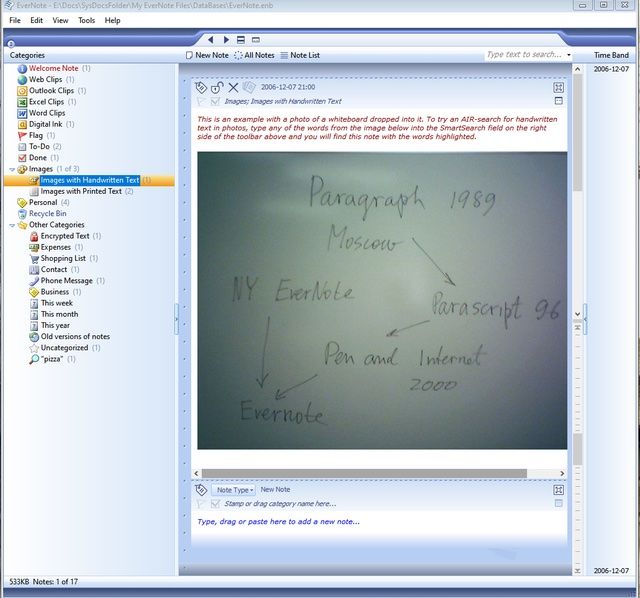 EverNote - E:\Docs\SysDocsFolder\My EverNote Files\DataBases\EverNote.enb
File Edit View Tools Help
Categories
New Note All Notes Note List Type text to search... Time Band
Welcome Note (1)
Web Clips (1)
Outlook Clips (1)
Excel Clips (1)
Word Clips (1)
Digital Ink (1)
Flag (1)
To-Do (2)
Done (1)
Images (1 of 3)
Images with Handwritten Text (1)
Images with Printed Text (2)
Personal (4)
Recycle Bin
Other Categories
Encrypted Text (1)
Expenses (1)
Shopping List (1)
Contact (1)
Phone Message (1)
Business (1)
This week
This month
This year
Old versions of notes
Uncategorized (1)
"pizza" (1)
2006-12-07 21:00
Images; Images with Handwritten Text
This is an example with a photo of a whiteboard dropped into it. To try an AIR-search for handwritten
text in photos, type any of the words from the image below into the SmartSearch field on the right
side of the toolbar above and you will find this note with the words highlighted.
Paragraph 1989
Moscow
NY EverNote
Parascript 96
Pen and Internet
2000
Evernote
Note Type New Note
Stamp or drag category name here...
Type, drag or paste here to add a new note...
2006-12-07
2006-12-07
533KB Notes: 1 of 17